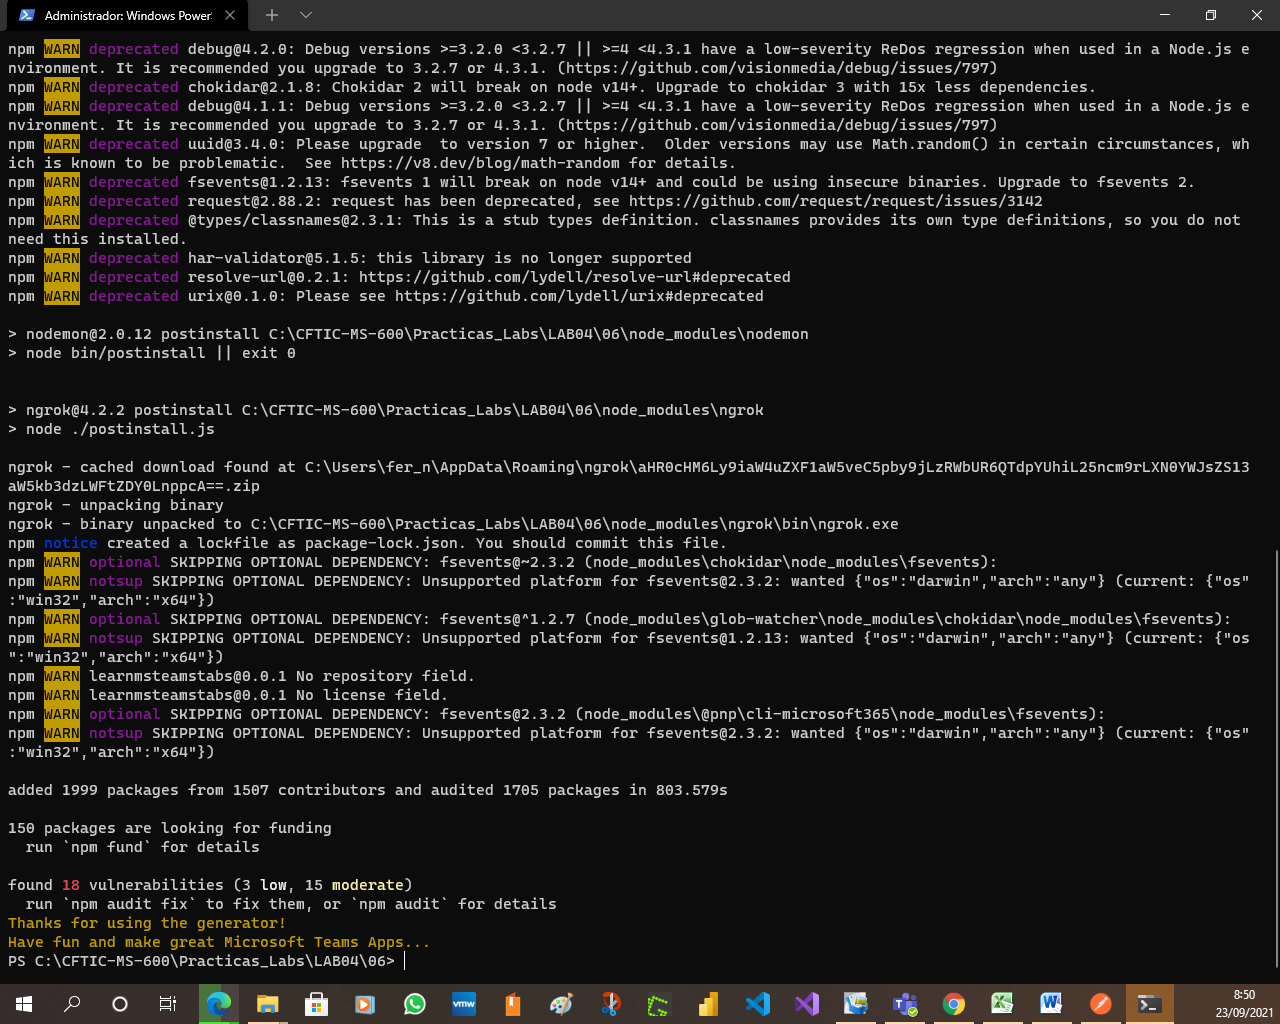 Administrador: Windows Power
npm WARN deprecated debug@4.2.0: Debug versions >=3.2.0 <3.2.7 || >=4 <4.3.1 have a low-severity ReDos regression when used in a Node.js e
nvironment. It is recommended you upgrade to 3.2.7 or 4.3.1. (https://github.com/visionmedia/debug/issues/797)
npm WARN deprecated chokidar@2.1.8: Chokidar 2 will break on node v14+. Upgrade to chokidar 3 with 15x less dependencies.
npm WARN deprecated debug@4.1.1: Debug versions >=3.2.0 <3.2.7 || >=4 <4.3.1 have a low-severity ReDos regression when used in a Node.js e
nvironment. It is recommended you upgrade to 3.2.7 or 4.3.1. (https://github.com/visionmedia/debug/issues/797)
npm WARN deprecated uuid@3.4.0: Please upgrade  to version 7 or higher.  Older versions may use Math.random() in certain circumstances, wh
ich is known to be problematic.  See https://v8.dev/blog/math-random for details.
npm WARN deprecated fsevents@1.2.13: fsevents 1 will break on node v14+ and could be using insecure binaries. Upgrade to fsevents 2.
npm WARN deprecated request@2.88.2: request has been deprecated, see https://github.com/request/request/issues/3142
npm WARN deprecated @types/classnames@2.3.1: This is a stub types definition. classnames provides its own type definitions, so you do not
need this installed.
npm WARN deprecated har-validator@5.1.5: this library is no longer supported
npm WARN deprecated resolve-url@0.2.1: https://github.com/lydell/resolve-url#deprecated
npm WARN deprecated urix@0.1.0: Please see https://github.com/lydell/urix#deprecated
> nodemon@2.0.12 postinstall C:\CFTIC-MS-600\Practicas_Labs\LAB04\06\node_modules\nodemon
> node bin/postinstall || exit 0
> ngrok@4.2.2 postinstall C:\CFTIC-MS-600\Practicas_Labs\LAB04\06\node_modules\ngrok
> node ./postinstall.js
ngrok - cached download found at C:\Users\fer_n\AppData\Roaming\ngrok\aHR0cHM6Ly9iaW4uZXF1aW5veC5pby9jLzRWbUR6QTdpYUhiL25ncm9rLXN0YWJsZS13
aW5kb3dzLWFtZDY0LnppcA==.zip
ngrok - unpacking binary
ngrok - binary unpacked to C:\CFTIC-MS-600\Practicas_Labs\LAB04\06\node_modules\ngrok\bin\ngrok.exe
npm notice created a lockfile as package-lock.json. You should commit this file.
npm WARN optional SKIPPING OPTIONAL DEPENDENCY: fsevents@~2.3.2 (node_modules\chokidar\node_modules\fsevents):
npm WARN notsup SKIPPING OPTIONAL DEPENDENCY: Unsupported platform for fsevents@2.3.2: wanted {"os":"darwin","arch":"any"} (current: {"os"
:"win32","arch":"x64"})
npm WARN optional SKIPPING OPTIONAL DEPENDENCY: fsevents@^1.2.7 (node_modules\glob-watcher\node_modules\chokidar\node_modules\fsevents):
npm WARN notsup SKIPPING OPTIONAL DEPENDENCY: Unsupported platform for fsevents@1.2.13: wanted {"os":"darwin","arch":"any"} (current: {"os
":"win32","arch":"x64"})
npm WARN learnmsteamstabs@0.0.1 No repository field.
npm WARN learnmsteamstabs@0.0.1 No license field.
npm WARN optional SKIPPING OPTIONAL DEPENDENCY: fsevents@2.3.2 (node_modules\@pnp\cli-microsoft365\node_modules\fsevents):
npm WARN notsup SKIPPING OPTIONAL DEPENDENCY: Unsupported platform for fsevents@2.3.2: wanted {"os":"darwin","arch":"any"} (current: {"os"
:"win32","arch":"x64"})
added 1999 packages from 1507 contributors and audited 1705 packages in 803.579s
150 packages are looking for funding
run `npm fund` for details
found 18 vulnerabilities (3 low, 15 moderate)
run `npm audit fix` to fix them, or `npm audit` for details
Thanks for using the generator!
Have fun and make great Microsoft Teams Apps...
PS C:\CFTIC-MS-600\Practicas_Labs\LAB04\06>
vmw
8:50
23/09/2021